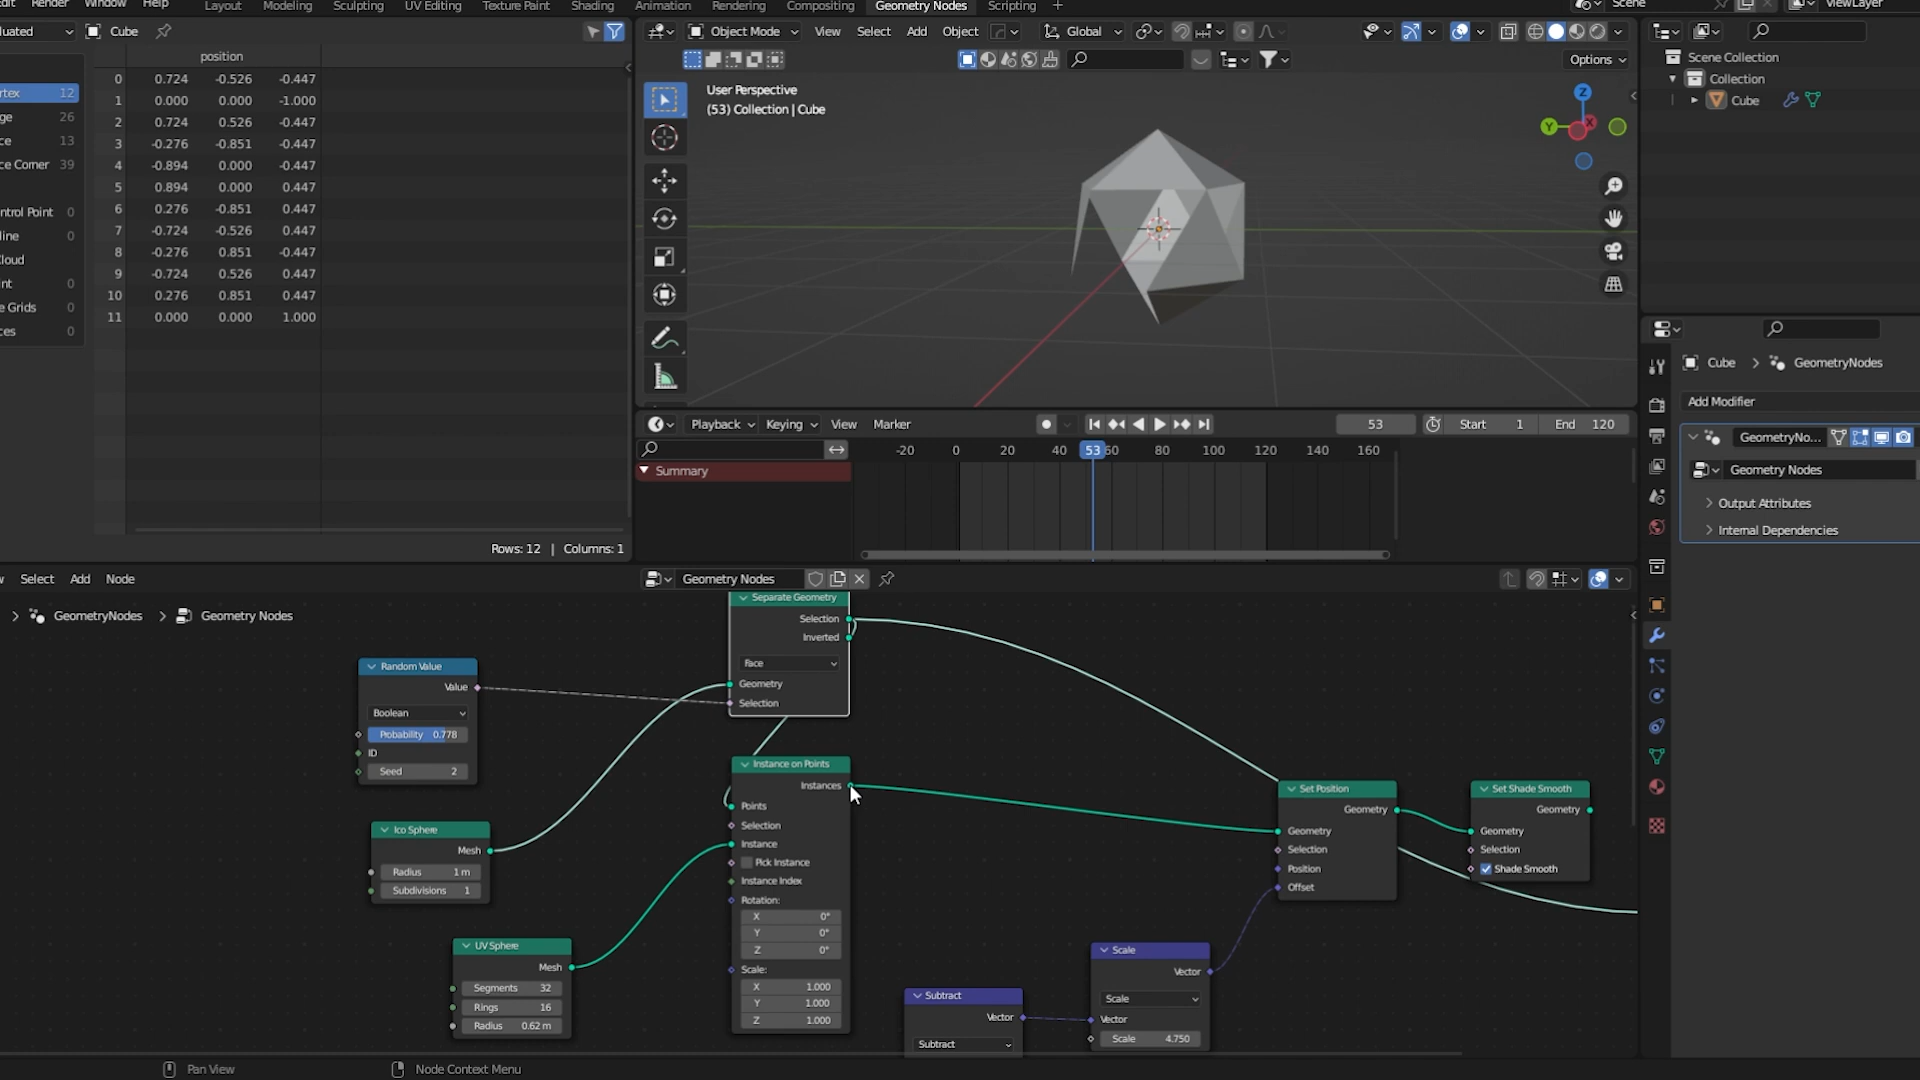 Render Window Help
Layout Modeling Sculpting UV Editing Texture Paint Shading Animation Rendering Compositing Geometry Nodes Scripting +
Scene ViewLayer
Cube
position
0 0.724 -0.526 -0.447
1 0.000 0.000 -1.000
2 0.724 0.526 -0.447
3 -0.276 -0.851 -0.447
4 -0.894 0.000 -0.447
5 0.894 0.000 0.447
6 0.276 -0.851 0.447
7 -0.724 -0.526 0.447
8 -0.276 0.851 -0.447
9 -0.724 0.526 0.447
10 0.276 0.851 0.447
11 0.000 0.000 1.000
rtex 12
ge 26
ce 13
ce Corner 39
ntrol Point 0
line 0
Cloud
int 0
e Grids 0
ces 0
Rows: 12 | Columns: 1
Object Mode View Select Add Object Global
Options
User Perspective
(53) Collection | Cube
Z
Y X
Playback Keying View Marker
53 Start 1 End 120
-20 0 20 40 53 60 80 100 120 140 160
Summary
Scene Collection
Collection
Cube
Cube > GeometryNodes
Add Modifier
GeometryNo...
Geometry Nodes
Output Attributes
Internal Dependencies
Select Add Node
Geometry Nodes
> GeometryNodes > Geometry Nodes
Random Value
Value
Boolean
Probability 0.778
ID
Seed 2
Ico Sphere
Mesh
Radius 1 m
Subdivisions 1
UV Sphere
Mesh
Segments 32
Rings 16
Radius 0.62 m
Separate Geometry
Selection
Inverted
Face
Geometry
Selection
Instance on Points
Instances
Points
Selection
Instance
Pick Instance
Instance Index
Rotation:
X 0°
Y 0°
Z 0°
Scale:
X 1.000
Y 1.000
Z 1.000
Subtract
Vector
Subtract
Scale
Vector
Scale
Vector
Scale 4.750
Set Position
Geometry
Geometry
Selection
Position
Offset
Set Shade Smooth
Geometry
Geometry
Selection
Shade Smooth
Pan View
Node Context Menu